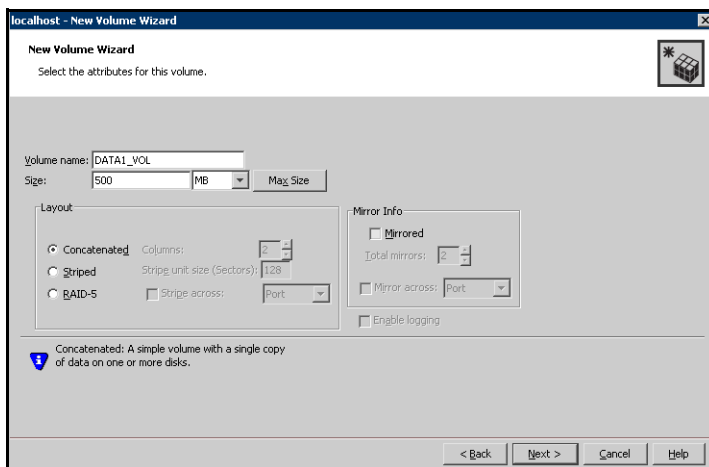 localhost - New Volume Wizard
New Volume Wizard
Select the attributes for this volume.
Volume name: DATA1_VOL
Size: 500 MB Max Size
Layout
Concatenated Columns: 2
Striped Stripe unit size (Sectors): 128
RAID-5 Stripe across: Port
Mirror Info
Mirrored
Total mirrors: 2
Mirror across: Port
Enable logging
Concatenated: A simple volume with a single copy
of data on one or more disks.
< Back Next > Cancel Help